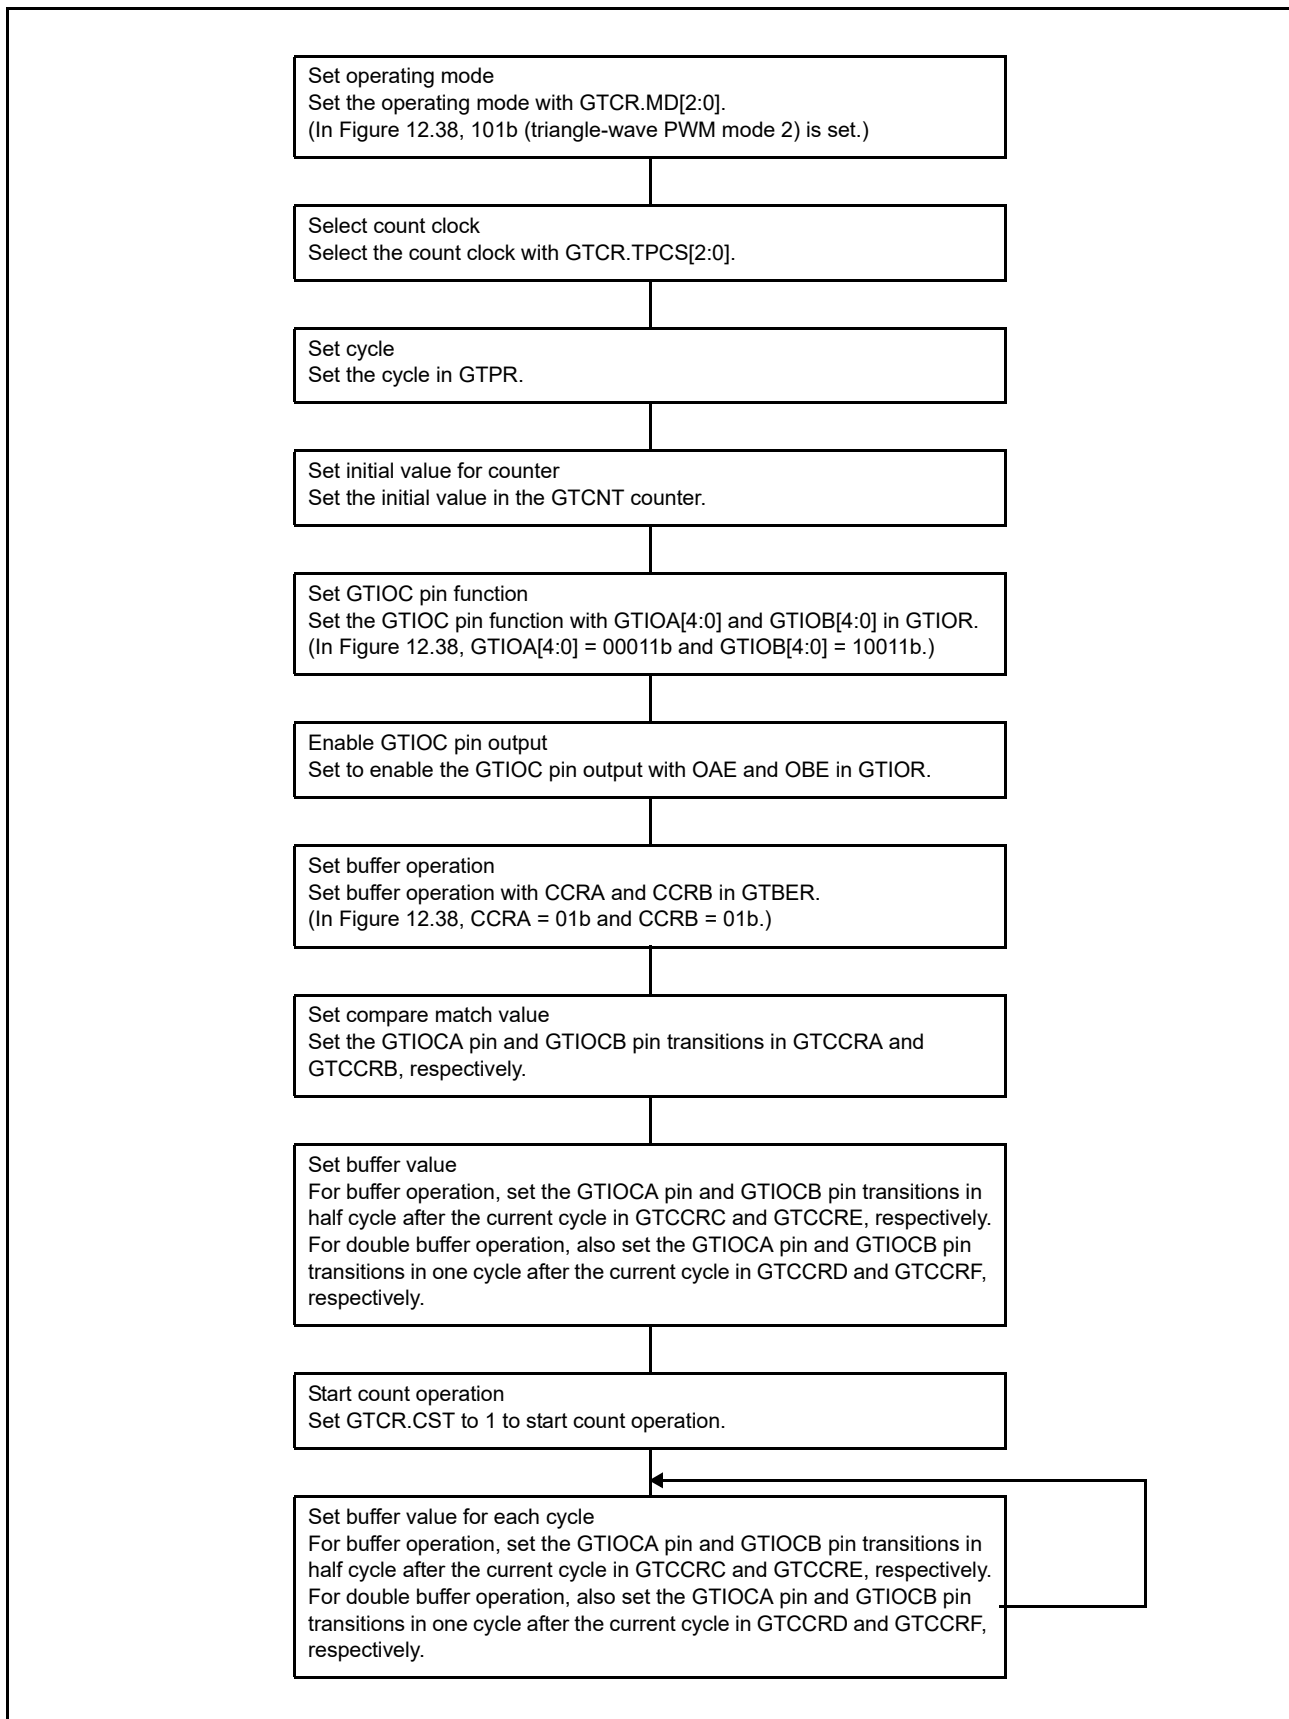 Set operating mode
Set the operating mode with GTCR.MD[2:0].
(In Figure 12.38, 101b (triangle-wave PWM mode 2) is set.)
Select count clock
Select the count clock with GTCR.TPCS[2:0].
Set cycle
Set the cycle in GTPR.
Set initial value for counter
Set the initial value in the GTCNT counter.
Set GTIOC pin function
Set the GTIOC pin function with GTIOA[4:0] and GTIOB[4:0] in GTIOR.
(In Figure 12.38, GTIOA[4:0] = 00011b and GTIOB[4:0] = 10011b.)
Enable GTIOC pin output
Set to enable the GTIOC pin output with OAE and OBE in GTIOR.
Set buffer operation
Set buffer operation with CCRA and CCRB in GTBER.
(In Figure 12.38, CCRA = 01b and CCRB = 01b.)
Set compare match value
Set the GTIOCA pin and GTIOCB pin transitions in GTCCRA and
GTCCRB, respectively.
Set buffer value
For buffer operation, set the GTIOCA pin and GTIOCB pin transitions in
half cycle after the current cycle in GTCCRC and GTCCRE, respectively.
For double buffer operation, also set the GTIOCA pin and GTIOCB pin
transitions in one cycle after the current cycle in GTCCRD and GTCCRF,
respectively.
Start count operation
Set GTCR.CST to 1 to start count operation.
Set buffer value for each cycle
For buffer operation, set the GTIOCA pin and GTIOCB pin transitions in
half cycle after the current cycle in GTCCRC and GTCCRE, respectively.
For double buffer operation, also set the GTIOCA pin and GTIOCB pin
transitions in one cycle after the current cycle in GTCCRD and GTCCRF,
respectively.